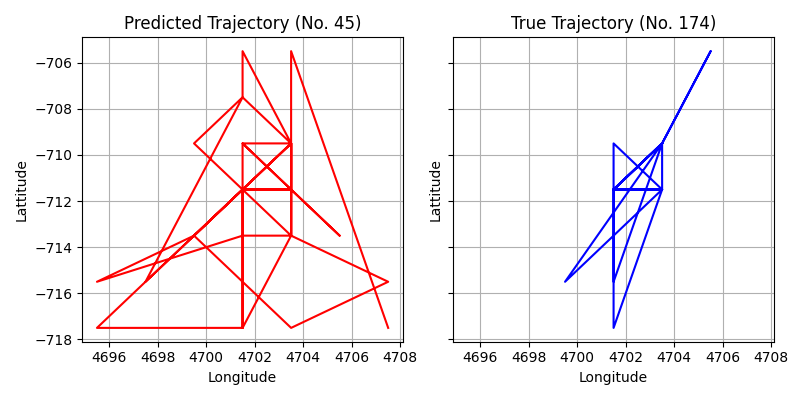 Predicted Trajectory (No. 45)
True Trajectory (No. 174)
−706
−708
−710
−712
−714
−716
−718
Lattitude
Lattitude
4696 4698 4700 4702 4704 4706 4708
4696 4698 4700 4702 4704 4706 4708
Longitude
Longitude